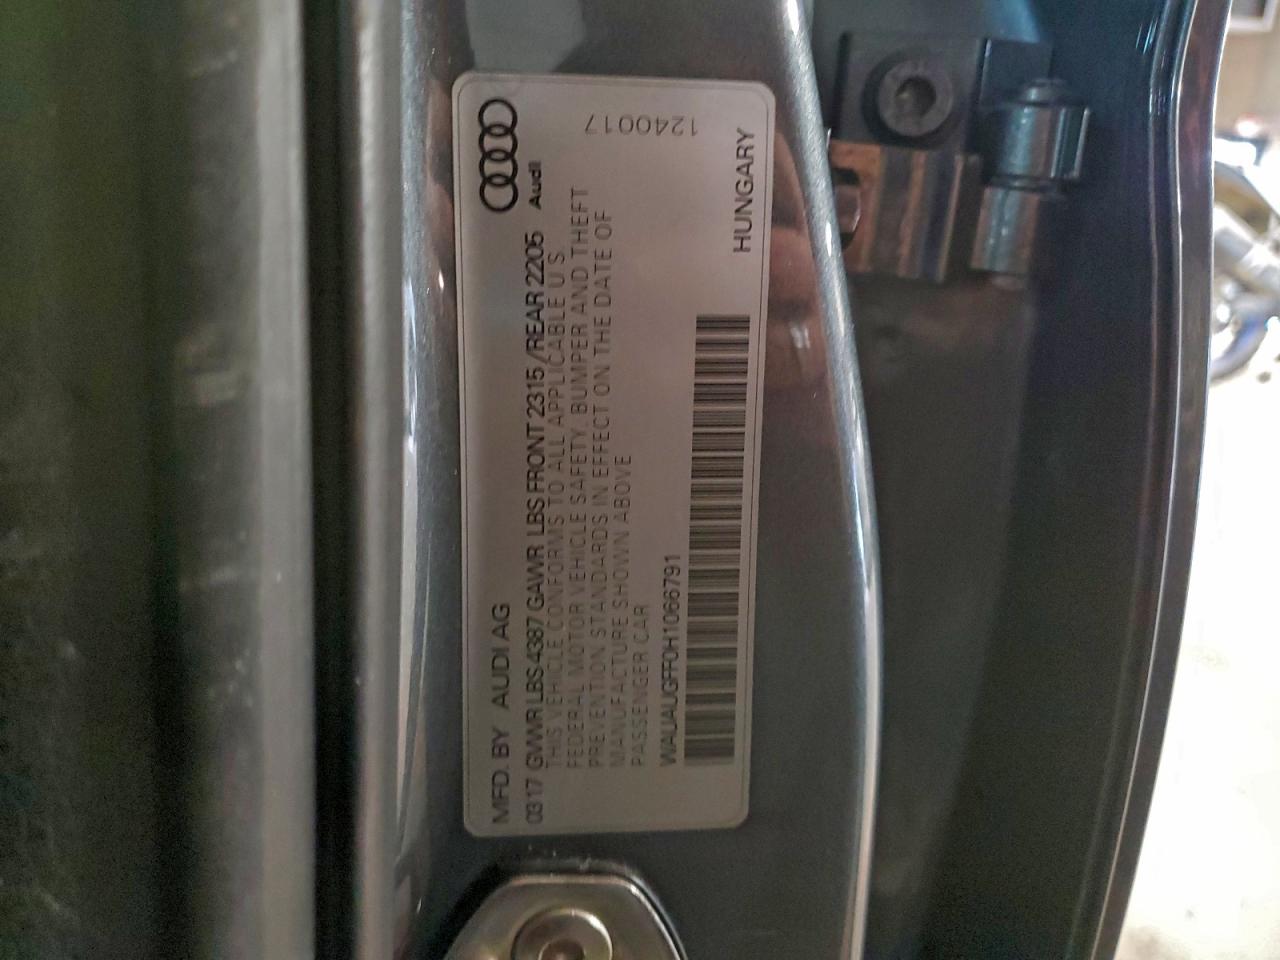 MFD. BY AUDI AG
Audi
0317 GVWR LBS 4387 GAWR LBS FRONT 2315/REAR 2205
THIS VEHICLE CONFORMS TO ALL APPLICABLE U S
FEDERAL MOTOR VEHICLE SAFETY, BUMPER AND THEFT
PREVENTION STANDARDS IN EFFECT ON THE DATE OF
MANUFACTURE SHOWN ABOVE
PASSENGER CAR
WAUAUGFF0H1066791
1240017
HUNGARY